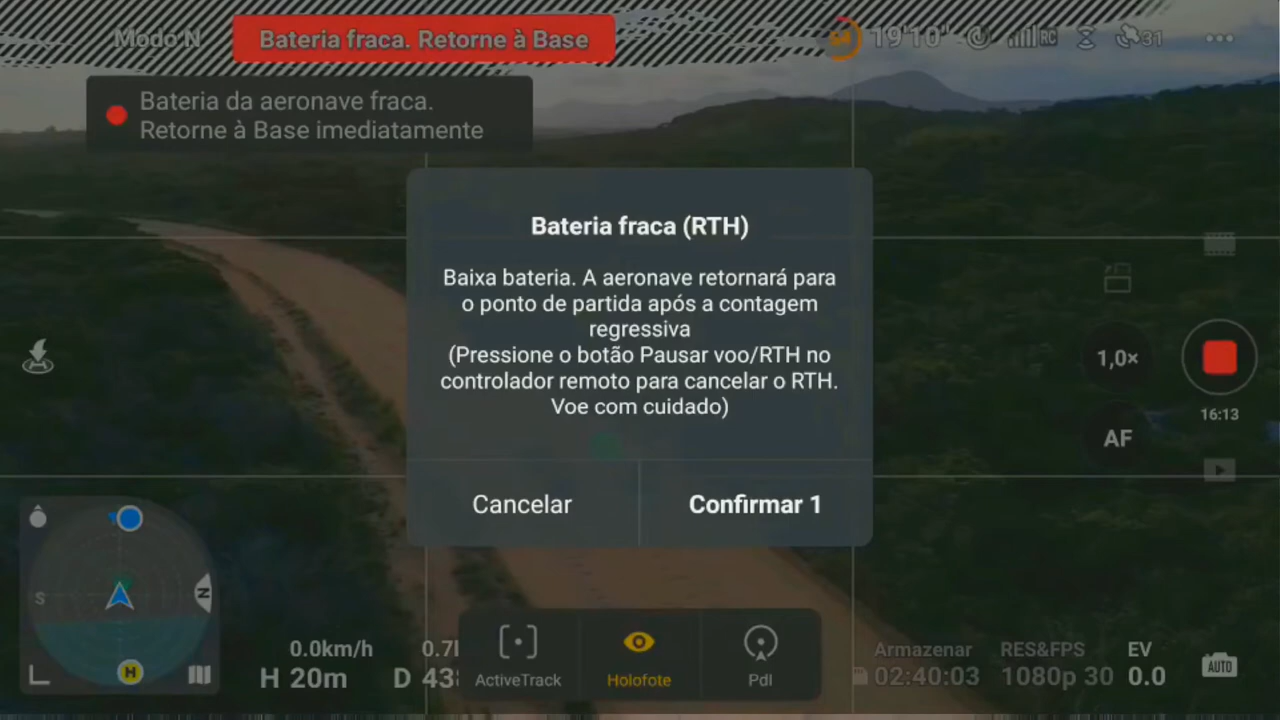 Modo N
Bateria fraca. Retorne à Base
19'10"
RC
31
Bateria da aeronave fraca.
Retorne à Base imediatamente
Bateria fraca (RTH)
Baixa bateria. A aeronave retornará para
o ponto de partida após a contagem
regressiva
(Pressione o botão Pausar voo/RTH no
controlador remoto para cancelar o RTH.
Voe com cuidado)
Cancelar
Confirmar 1
1,0×
16:13
AF
S
N
H
0.0km/h
H 20m
ActiveTrack
Holofote
PdI
Armazenar
02:40:03
RES&FPS
1080p 30
EV
0.0
AUTO